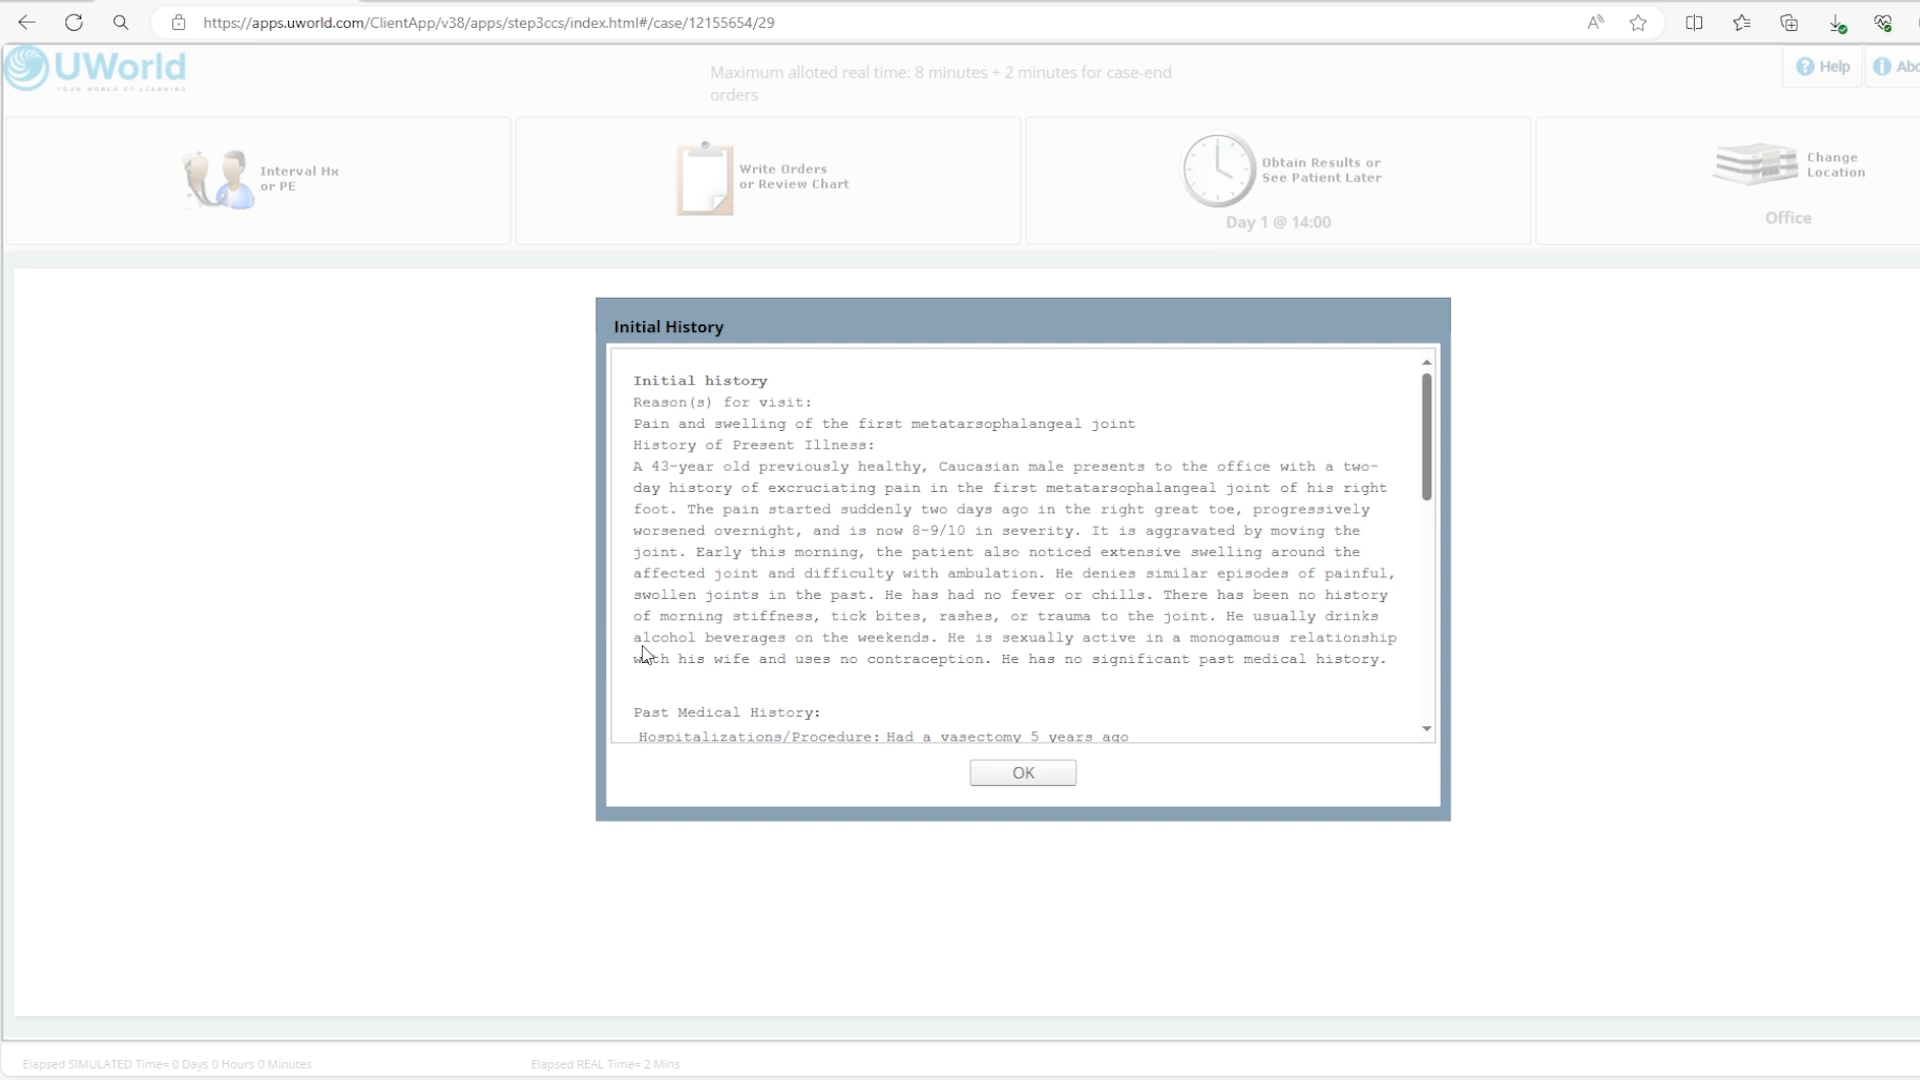 https://apps.uworld.com/ClientApp/v38/apps/step3ccs/index.html#/case/12155654/29
UWorld
YOUR WORLD OF LEARNING
Maximum alloted real time: 8 minutes + 2 minutes for case-end
orders
Help
Abo
Interval Hx
or PE
Write Orders
or Review Chart
Obtain Results or
See Patient Later
Day 1 @ 14:00
Change
Location
Office
Initial History
Initial history
Reason(s) for visit:
Pain and swelling of the first metatarsophalangeal joint
History of Present Illness:
A 43-year old previously healthy, Caucasian male presents to the office with a two-
day history of excruciating pain in the first metatarsophalangeal joint of his right
foot. The pain started suddenly two days ago in the right great toe, progressively
worsened overnight, and is now 8-9/10 in severity. It is aggravated by moving the
joint. Early this morning, the patient also noticed extensive swelling around the
affected joint and difficulty with ambulation. He denies similar episodes of painful,
swollen joints in the past. He has had no fever or chills. There has been no history
of morning stiffness, tick bites, rashes, or trauma to the joint. He usually drinks
alcohol beverages on the weekends. He is sexually active in a monogamous relationship
with his wife and uses no contraception. He has no significant past medical history.
Past Medical History:
Hospitalizations/Procedure: Had a vasectomy 5 years ago
OK
Elapsed SIMULATED Time= 0 Days 0 Hours 0 Minutes
Elapsed REAL Time= 2 Mins